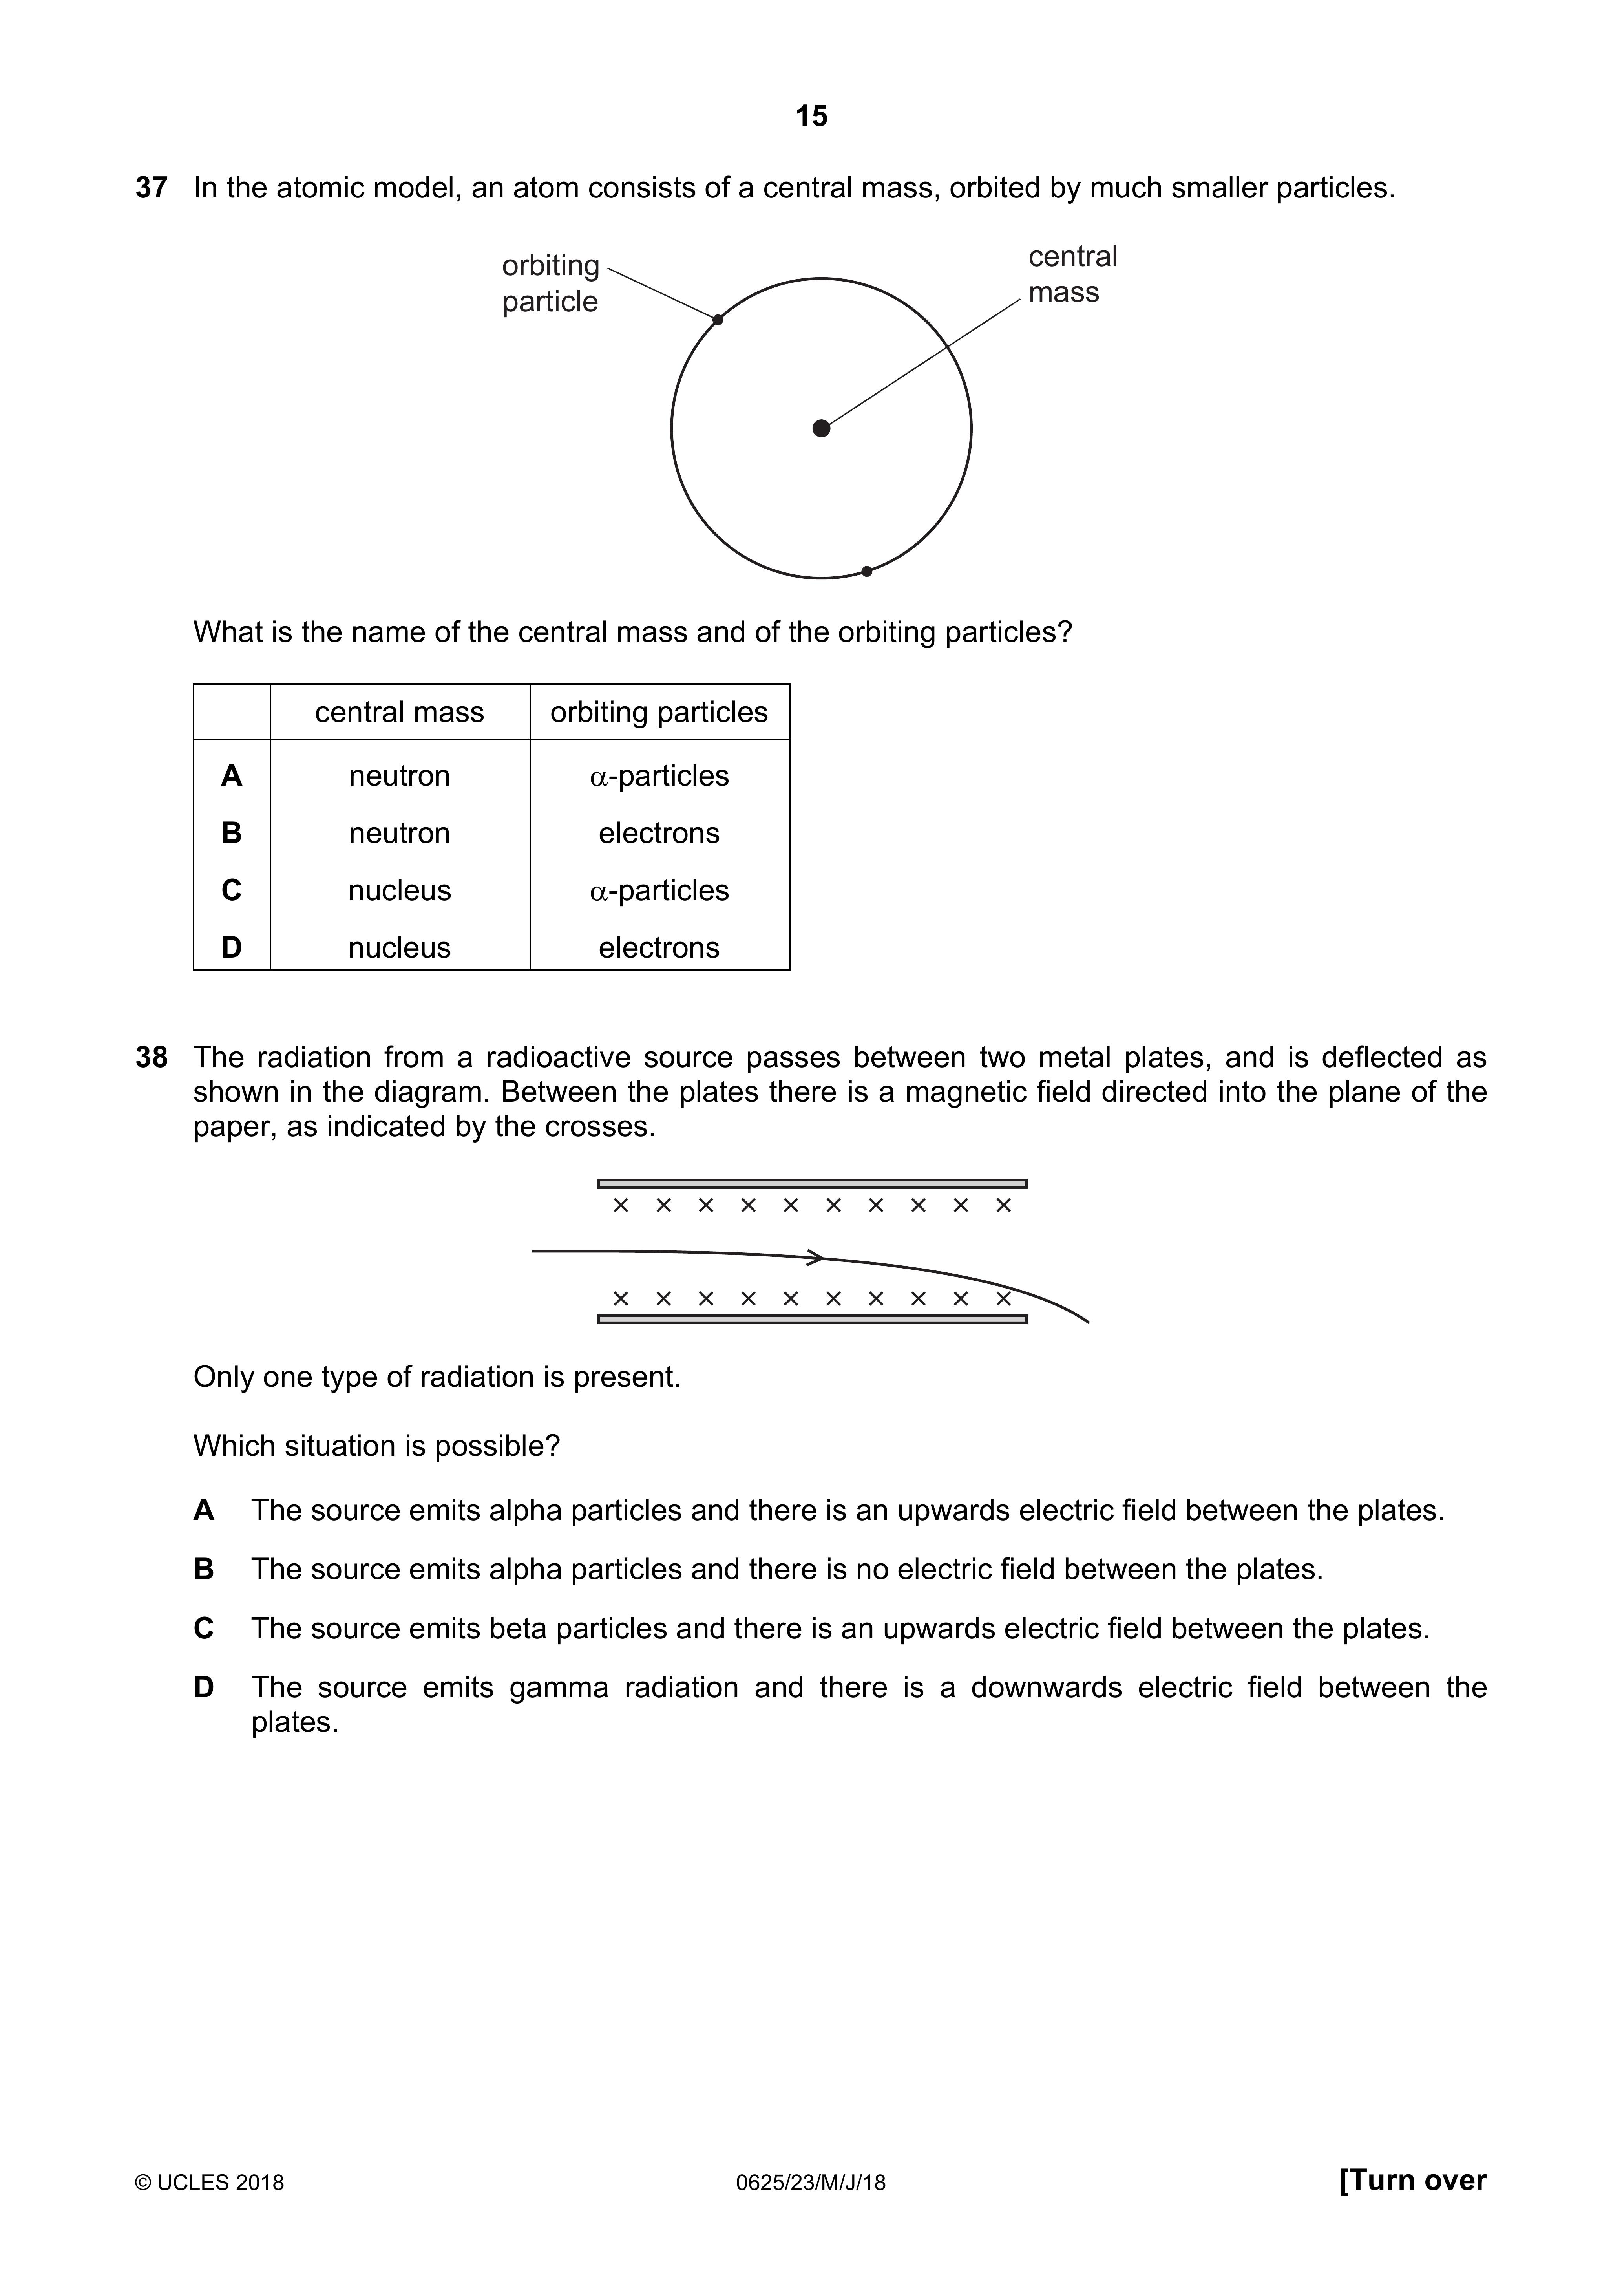 15
37 In the atomic model, an atom consists of a central mass, orbited by much smaller particles.
orbiting
particle
central
mass
What is the name of the central mass and of the orbiting particles?
central mass orbiting particles
A neutron α-particles
B neutron electrons
C nucleus α-particles
D nucleus electrons
38 The radiation from a radioactive source passes between two metal plates, and is deflected as
shown in the diagram. Between the plates there is a magnetic field directed into the plane of the
paper, as indicated by the crosses.
Only one type of radiation is present.
Which situation is possible?
A The source emits alpha particles and there is an upwards electric field between the plates.
B The source emits alpha particles and there is no electric field between the plates.
C The source emits beta particles and there is an upwards electric field between the plates.
D The source emits gamma radiation and there is a downwards electric field between the
plates.
© UCLES 2018 0625/23/M/J/18 [Turn over